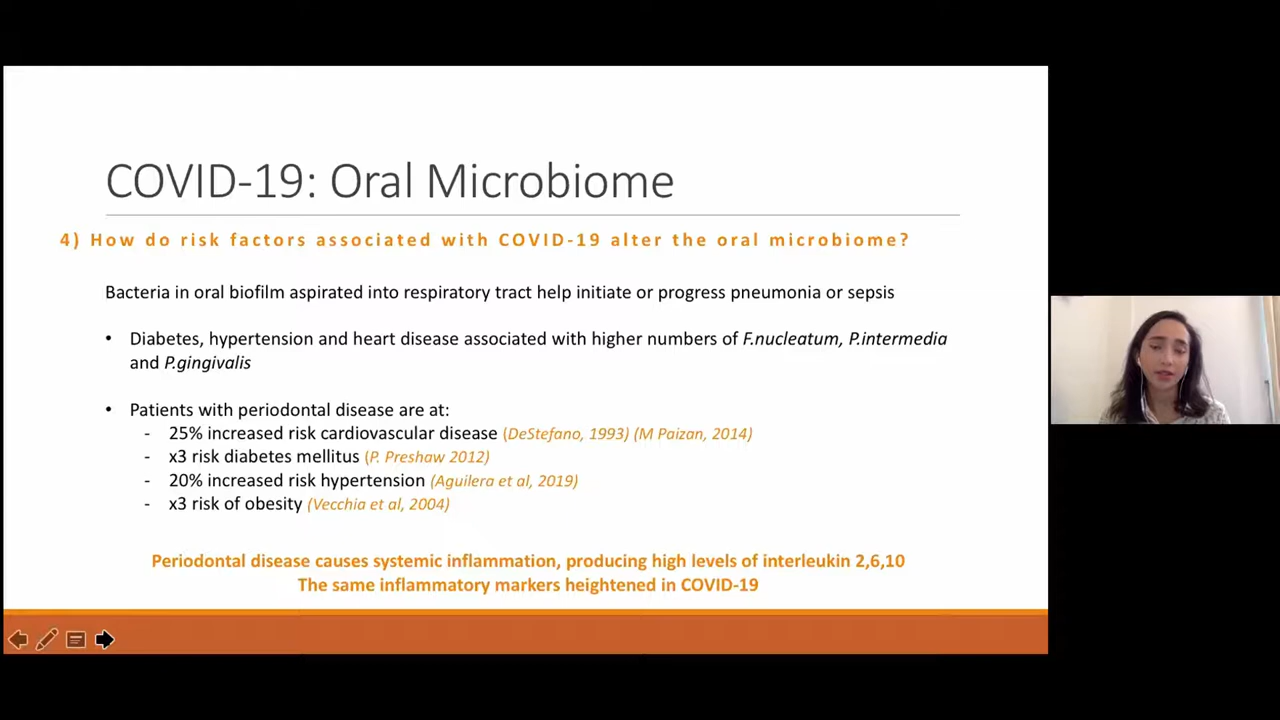 COVID-19: Oral Microbiome
4) How do risk factors associated with COVID-19 alter the oral microbiome?
Bacteria in oral biofilm aspirated into respiratory tract help initiate or progress pneumonia or sepsis
• Diabetes, hypertension and heart disease associated with higher numbers of F.nucleatum, P.intermedia
and P.gingivalis
• Patients with periodontal disease are at:
- 25% increased risk cardiovascular disease (DeStefano, 1993) (M Paizan, 2014)
- x3 risk diabetes mellitus (P. Preshaw 2012)
- 20% increased risk hypertension (Aguilera et al, 2019)
- x3 risk of obesity (Vecchia et al, 2004)
Periodontal disease causes systemic inflammation, producing high levels of interleukin 2,6,10
The same inflammatory markers heightened in COVID-19